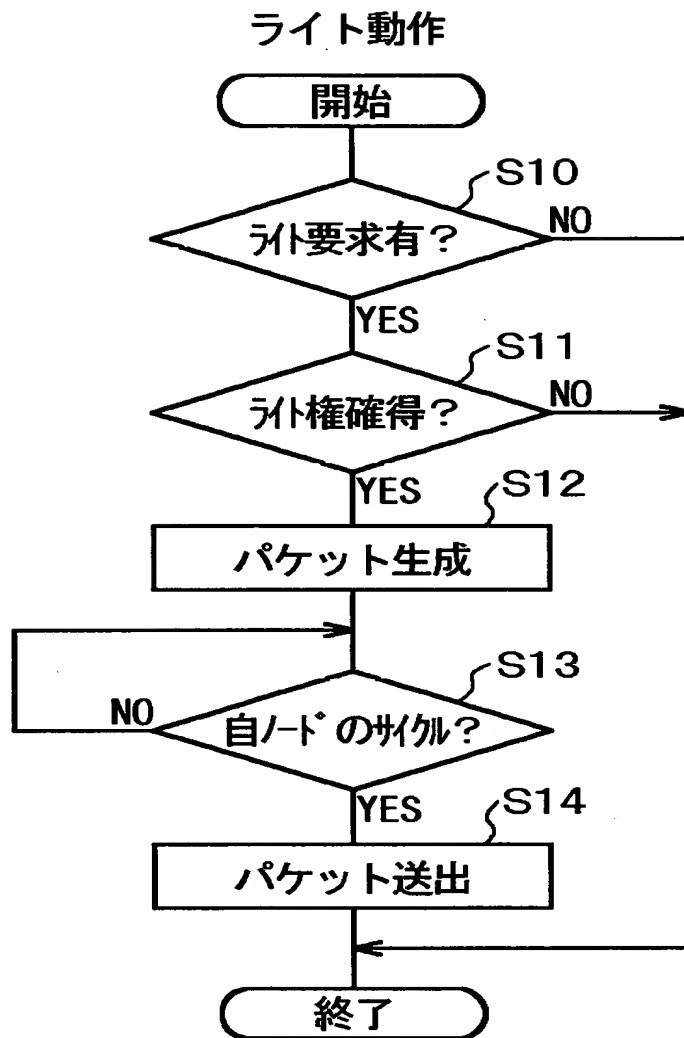 ライト動作
開始
S10
ﾗｲﾄ要求有?
NO
YES
S11
ﾗｲﾄ権確得?
NO
YES
S12
パケット生成
S13
自ﾉｰﾄﾞのｻｲｸﾙ?
NO
YES
S14
パケット送出
終了